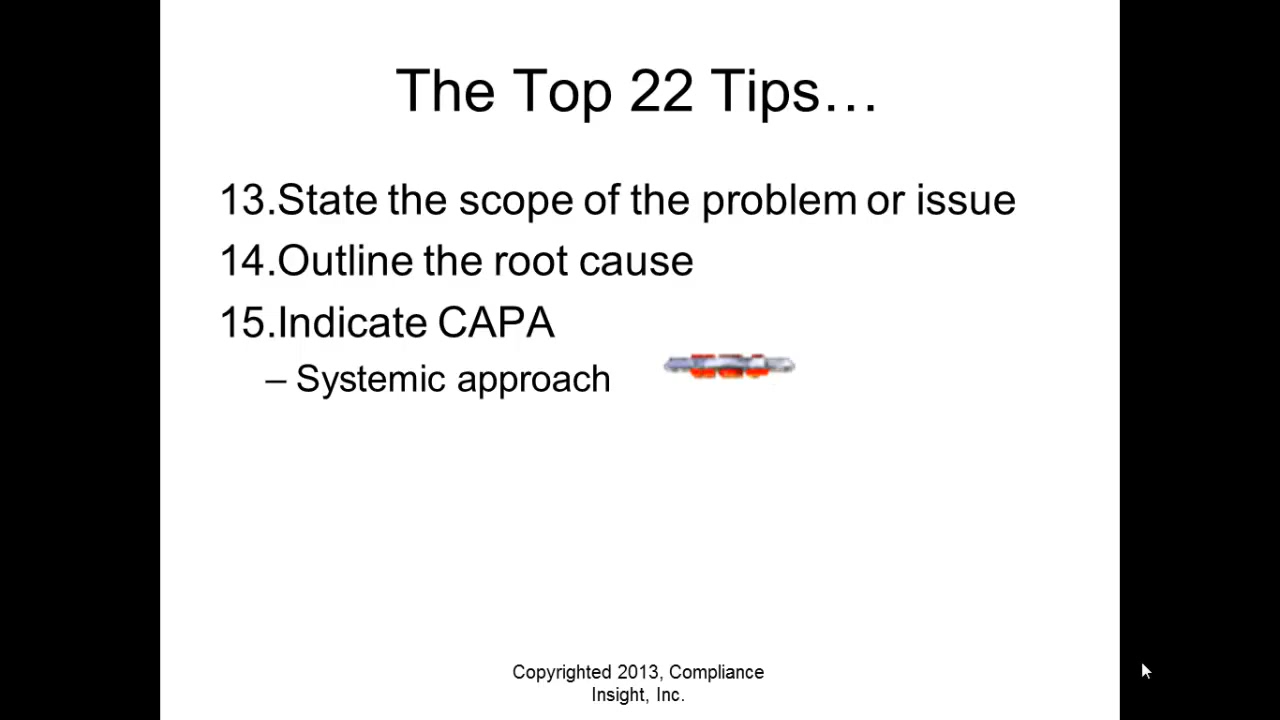 The Top 22 Tips…
13.State the scope of the problem or issue
14.Outline the root cause
15.Indicate CAPA
– Systemic approach
Copyrighted 2013, Compliance
Insight, Inc.